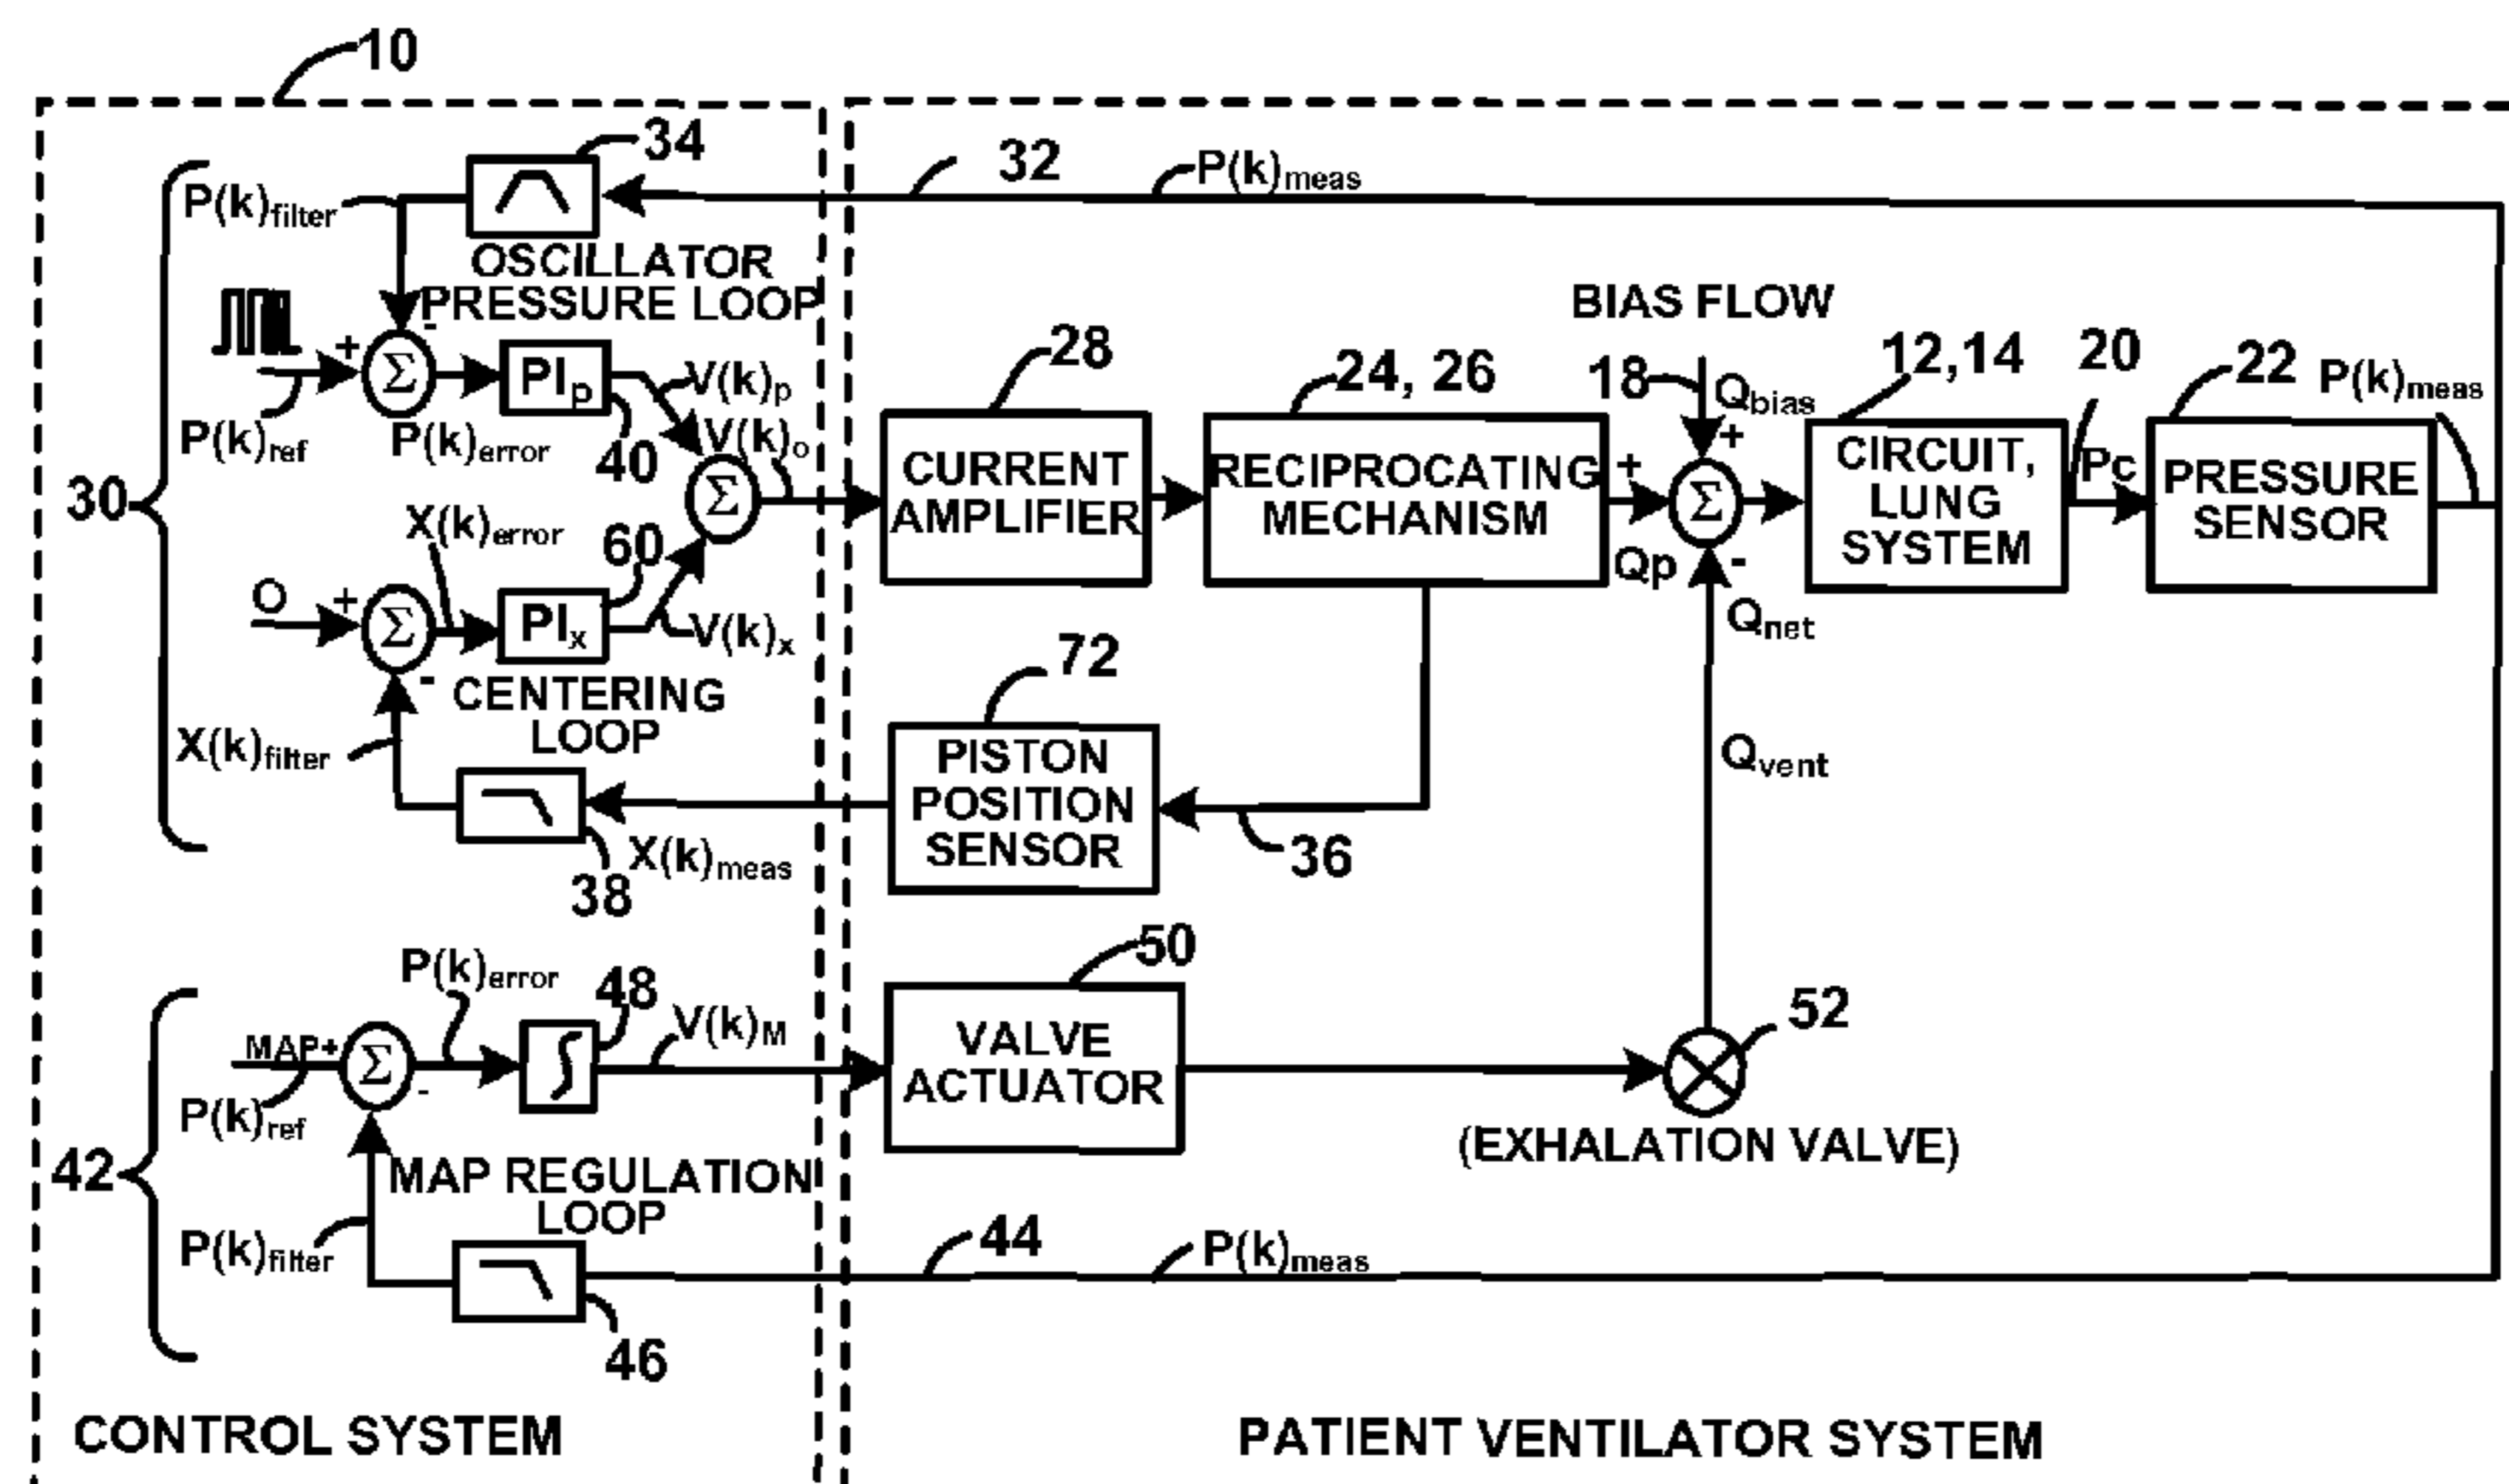 10
34
32
P(k)meas
P(k)filter
OSCILLATOR
PRESSURE LOOP
-
+
Σ
PIp
V(k)p
P(k)ref
P(k)error
40
V(k)o
30
Σ
X(k)error
60
O
+
Σ
PIx
V(k)x
-
CENTERING
LOOP
X(k)filter
X(k)meas
38
28
CURRENT
AMPLIFIER
24, 26
RECIPROCATING
MECHANISM
BIAS FLOW
18
Qbias
+
+
Σ
Qp
-
Qnet
Qvent
12,14
CIRCUIT,
LUNG
SYSTEM
20
Pc
22
P(k)meas
PRESSURE
SENSOR
72
PISTON
POSITION
SENSOR
36
P(k)error
48
V(k)M
MAP+
Σ
-
P(k)ref
42
MAP REGULATION
LOOP
P(k)filter
46
50
VALVE
ACTUATOR
52
(EXHALATION VALVE)
44
P(k)meas
CONTROL SYSTEM
PATIENT VENTILATOR SYSTEM